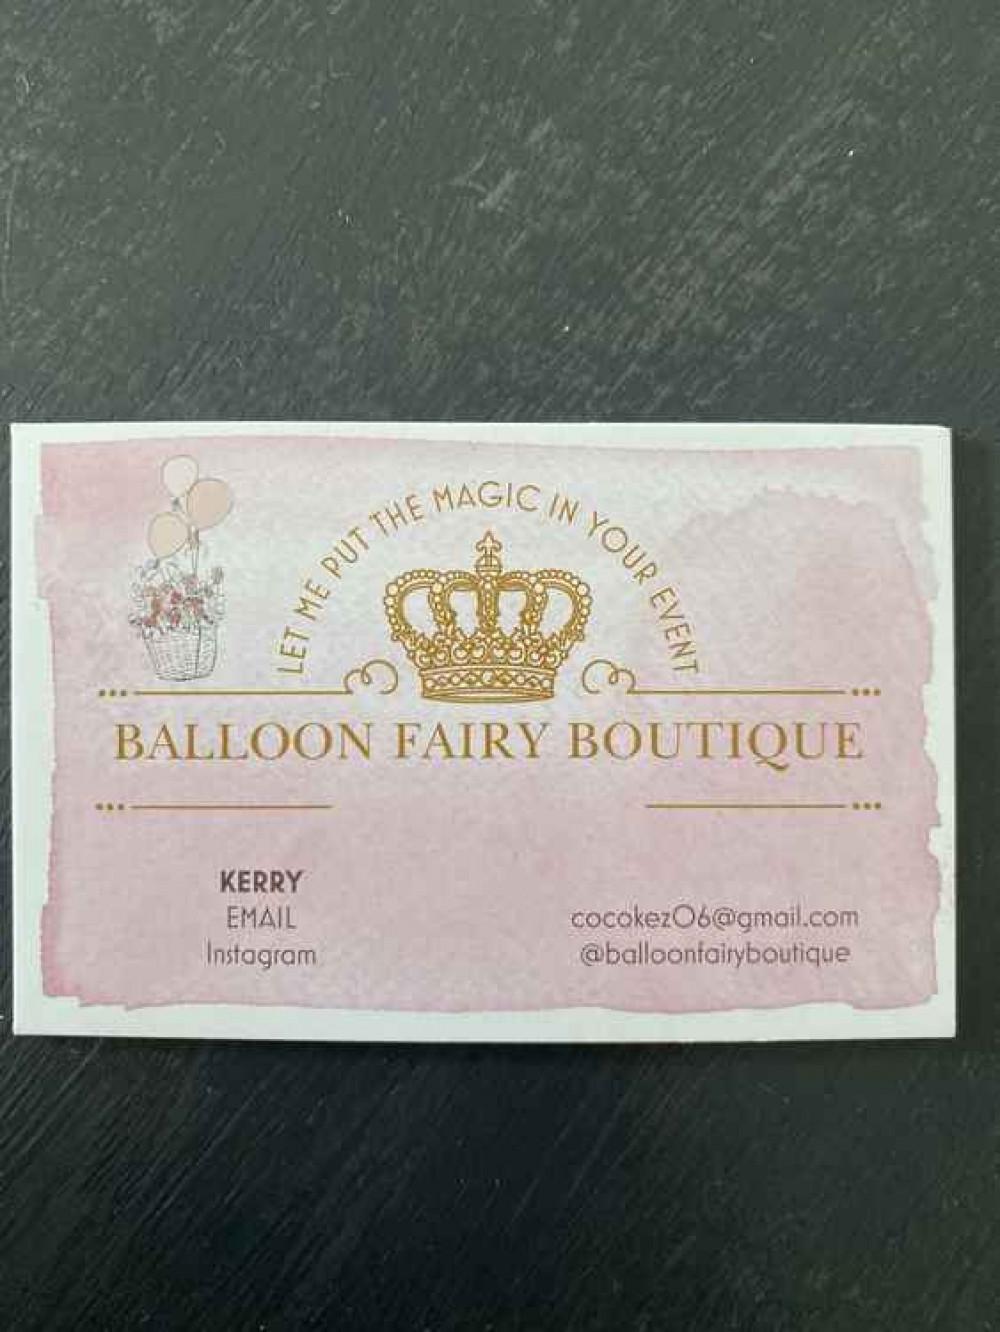 LET ME PUT THE MAGIC IN YOUR EVENT
BALLOON FAIRY BOUTIQUE
KERRY
EMAIL cocokez06@gmail.com
Instagram @balloonfairyboutique